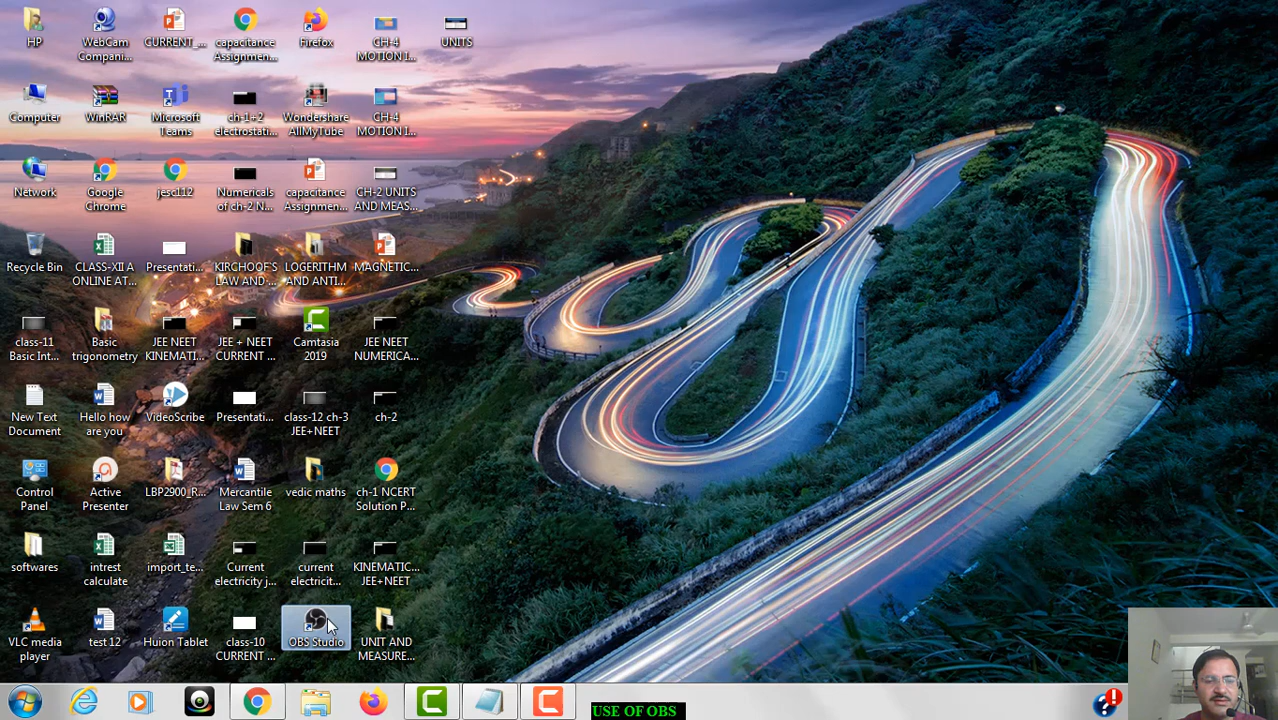 HP
WebCam
Compani...
CURRENT_...
capacitance
Assignmen...
Firefox
CH-4
MOTION I...
UNITS
Computer
WinRAR
Microsoft
Teams
ch-1+2
electrostati...
Wondershare
AllMyTube
CH-4
MOTION I...
Network
Google
Chrome
jesc112
Numericals
of ch-2 N...
capacitance
Assignmen...
CH-2 UNITS
AND MEAS...
Recycle Bin
CLASS-XII A
ONLINE AT...
Presentati...
KIRCHOOF'S
LAW AND ...
LOGERITHM
AND ANTI...
MAGNETIC...
class-11
Basic Int...
Basic
trigonometry
JEE NEET
KINEMATI...
JEE + NEET
CURRENT ...
Camtasia
2019
JEE NEET
NUMERICA...
New Text
Document
Hello how
are you
VideoScribe
Presentati...
class-12 ch-3
JEE+NEET
ch-2
Control
Panel
Active
Presenter
LBP2900_R...
Mercantile
Law Sem 6
vedic maths
ch-1 NCERT
Solution P...
softwares
intrest
calculate
import_te...
Current
electricity j...
current
electricit...
KINEMATIC...
JEE+NEET
VLC media
player
test 12
Huion Tablet
class-10
CURRENT ...
OBS Studio
UNIT AND
MEASURE...
USE OF OBS